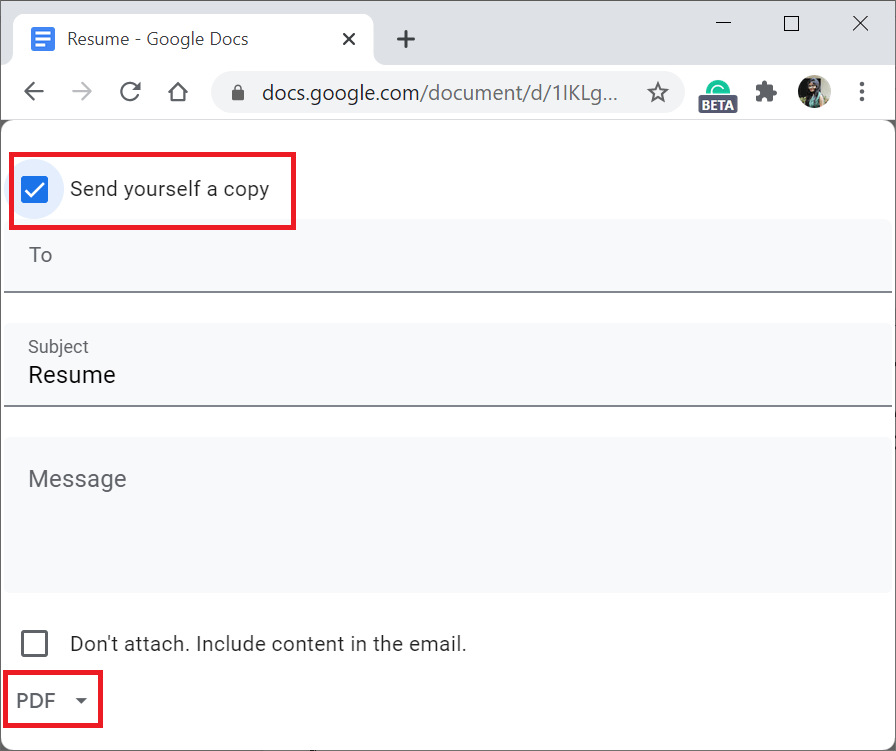 Resume - Google Docs
docs.google.com/document/d/1IKLg...
BETA
Send yourself a copy
To
Subject
Resume
Message
Don't attach. Include content in the email.
PDF